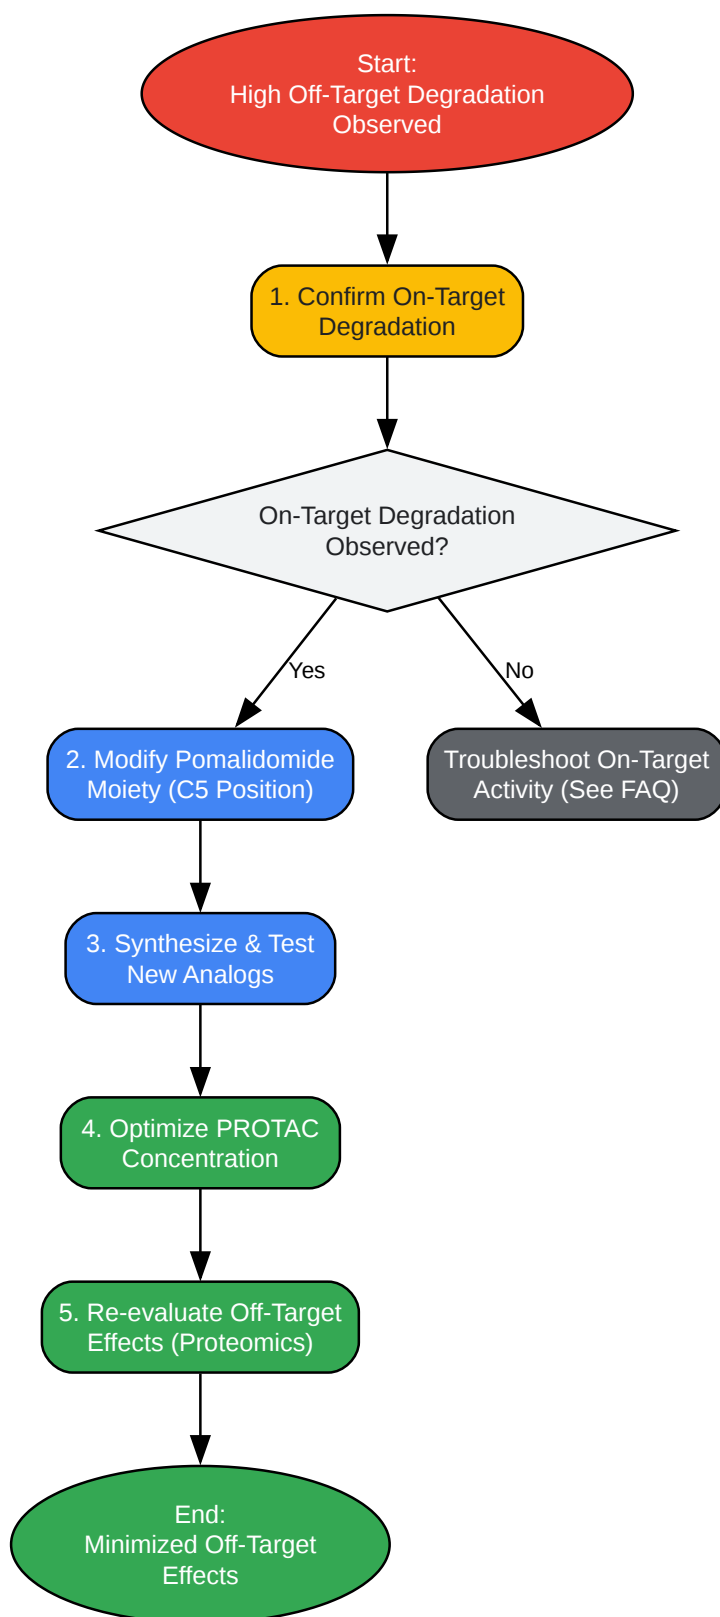 Start:
High Off-Target Degradation
Observed
1. Confirm On-Target
Degradation
On-Target Degradation
Observed?
Yes
No
2. Modify Pomalidomide
Moiety (C5 Position)
Troubleshoot On-Target
Activity (See FAQ)
3. Synthesize & Test
New Analogs
4. Optimize PROTAC
Concentration
5. Re-evaluate Off-Target
Effects (Proteomics)
End:
Minimized Off-Target
Effects